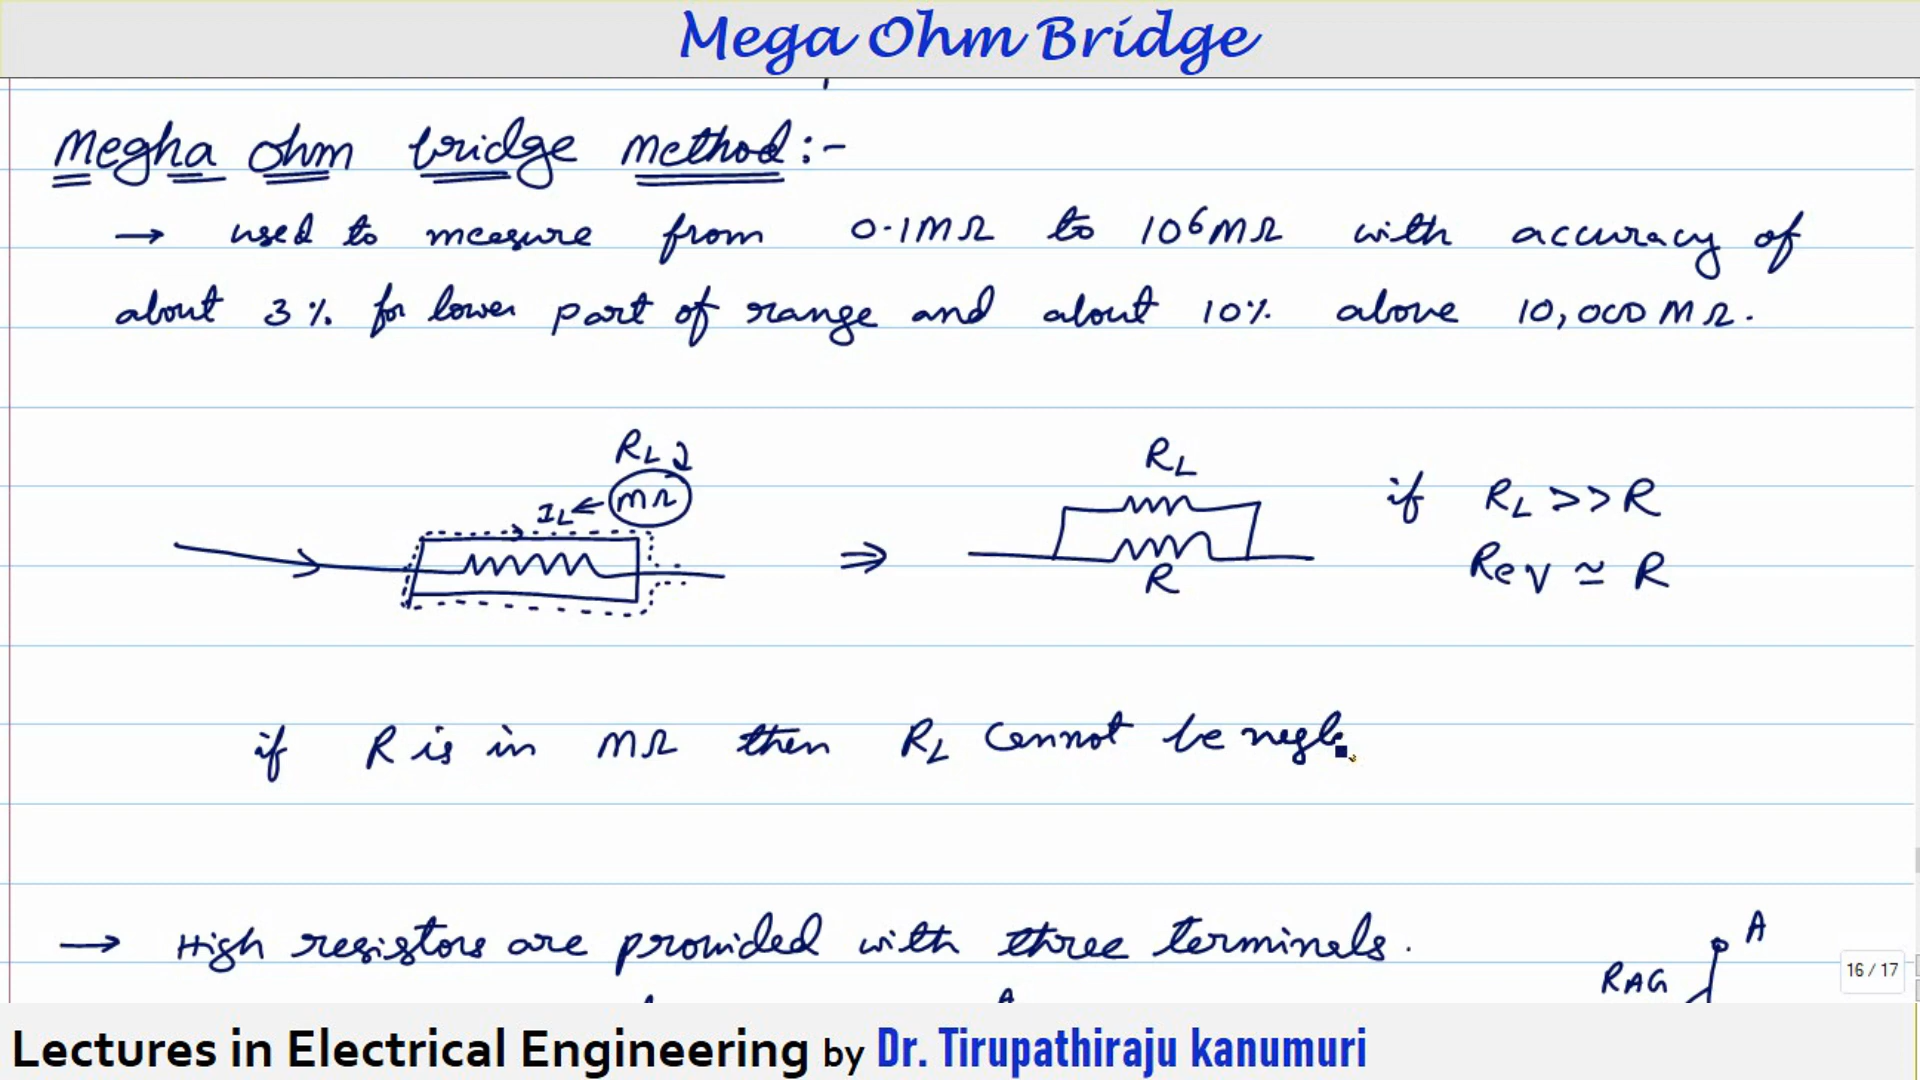 Mega Ohm Bridge
Megha ohm bridge method:-
→ used to measure from 0.1MΩ to 10⁶MΩ with accuracy of
about 3% for lower part of range and about 10% above 10,000 MΩ.
RL
MΩ
IL
⇒
RL
R
if RL >> R
Rev ≃ R
if R is in MΩ then RL cannot be negle
→ High resistors are provided with three terminals.
A
RAG
16 / 17
Lectures in Electrical Engineering by Dr. Tirupathiraju kanumuri